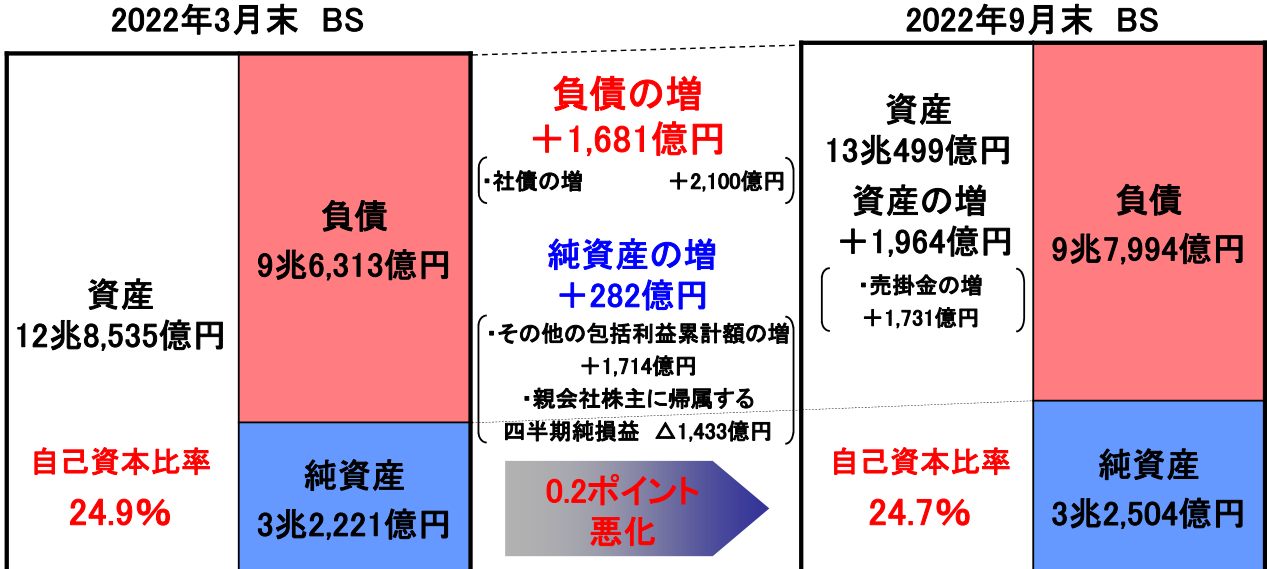 2022年3月末 BS
資産
12兆8,535億円
自己資本比率
24.9%
負債
9兆6,313億円
純資産
3兆2,221億円
負債の増
＋1,681億円
・社債の増 ＋2,100億円
純資産の増
＋282億円
・その他の包括利益累計額の増
＋1,714億円
・親会社株主に帰属する
四半期純損益 △1,433億円
0.2ポイント
悪化
2022年9月末 BS
資産
13兆499億円
資産の増
＋1,964億円
・売掛金の増
＋1,731億円
自己資本比率
24.7%
負債
9兆7,994億円
純資産
3兆2,504億円